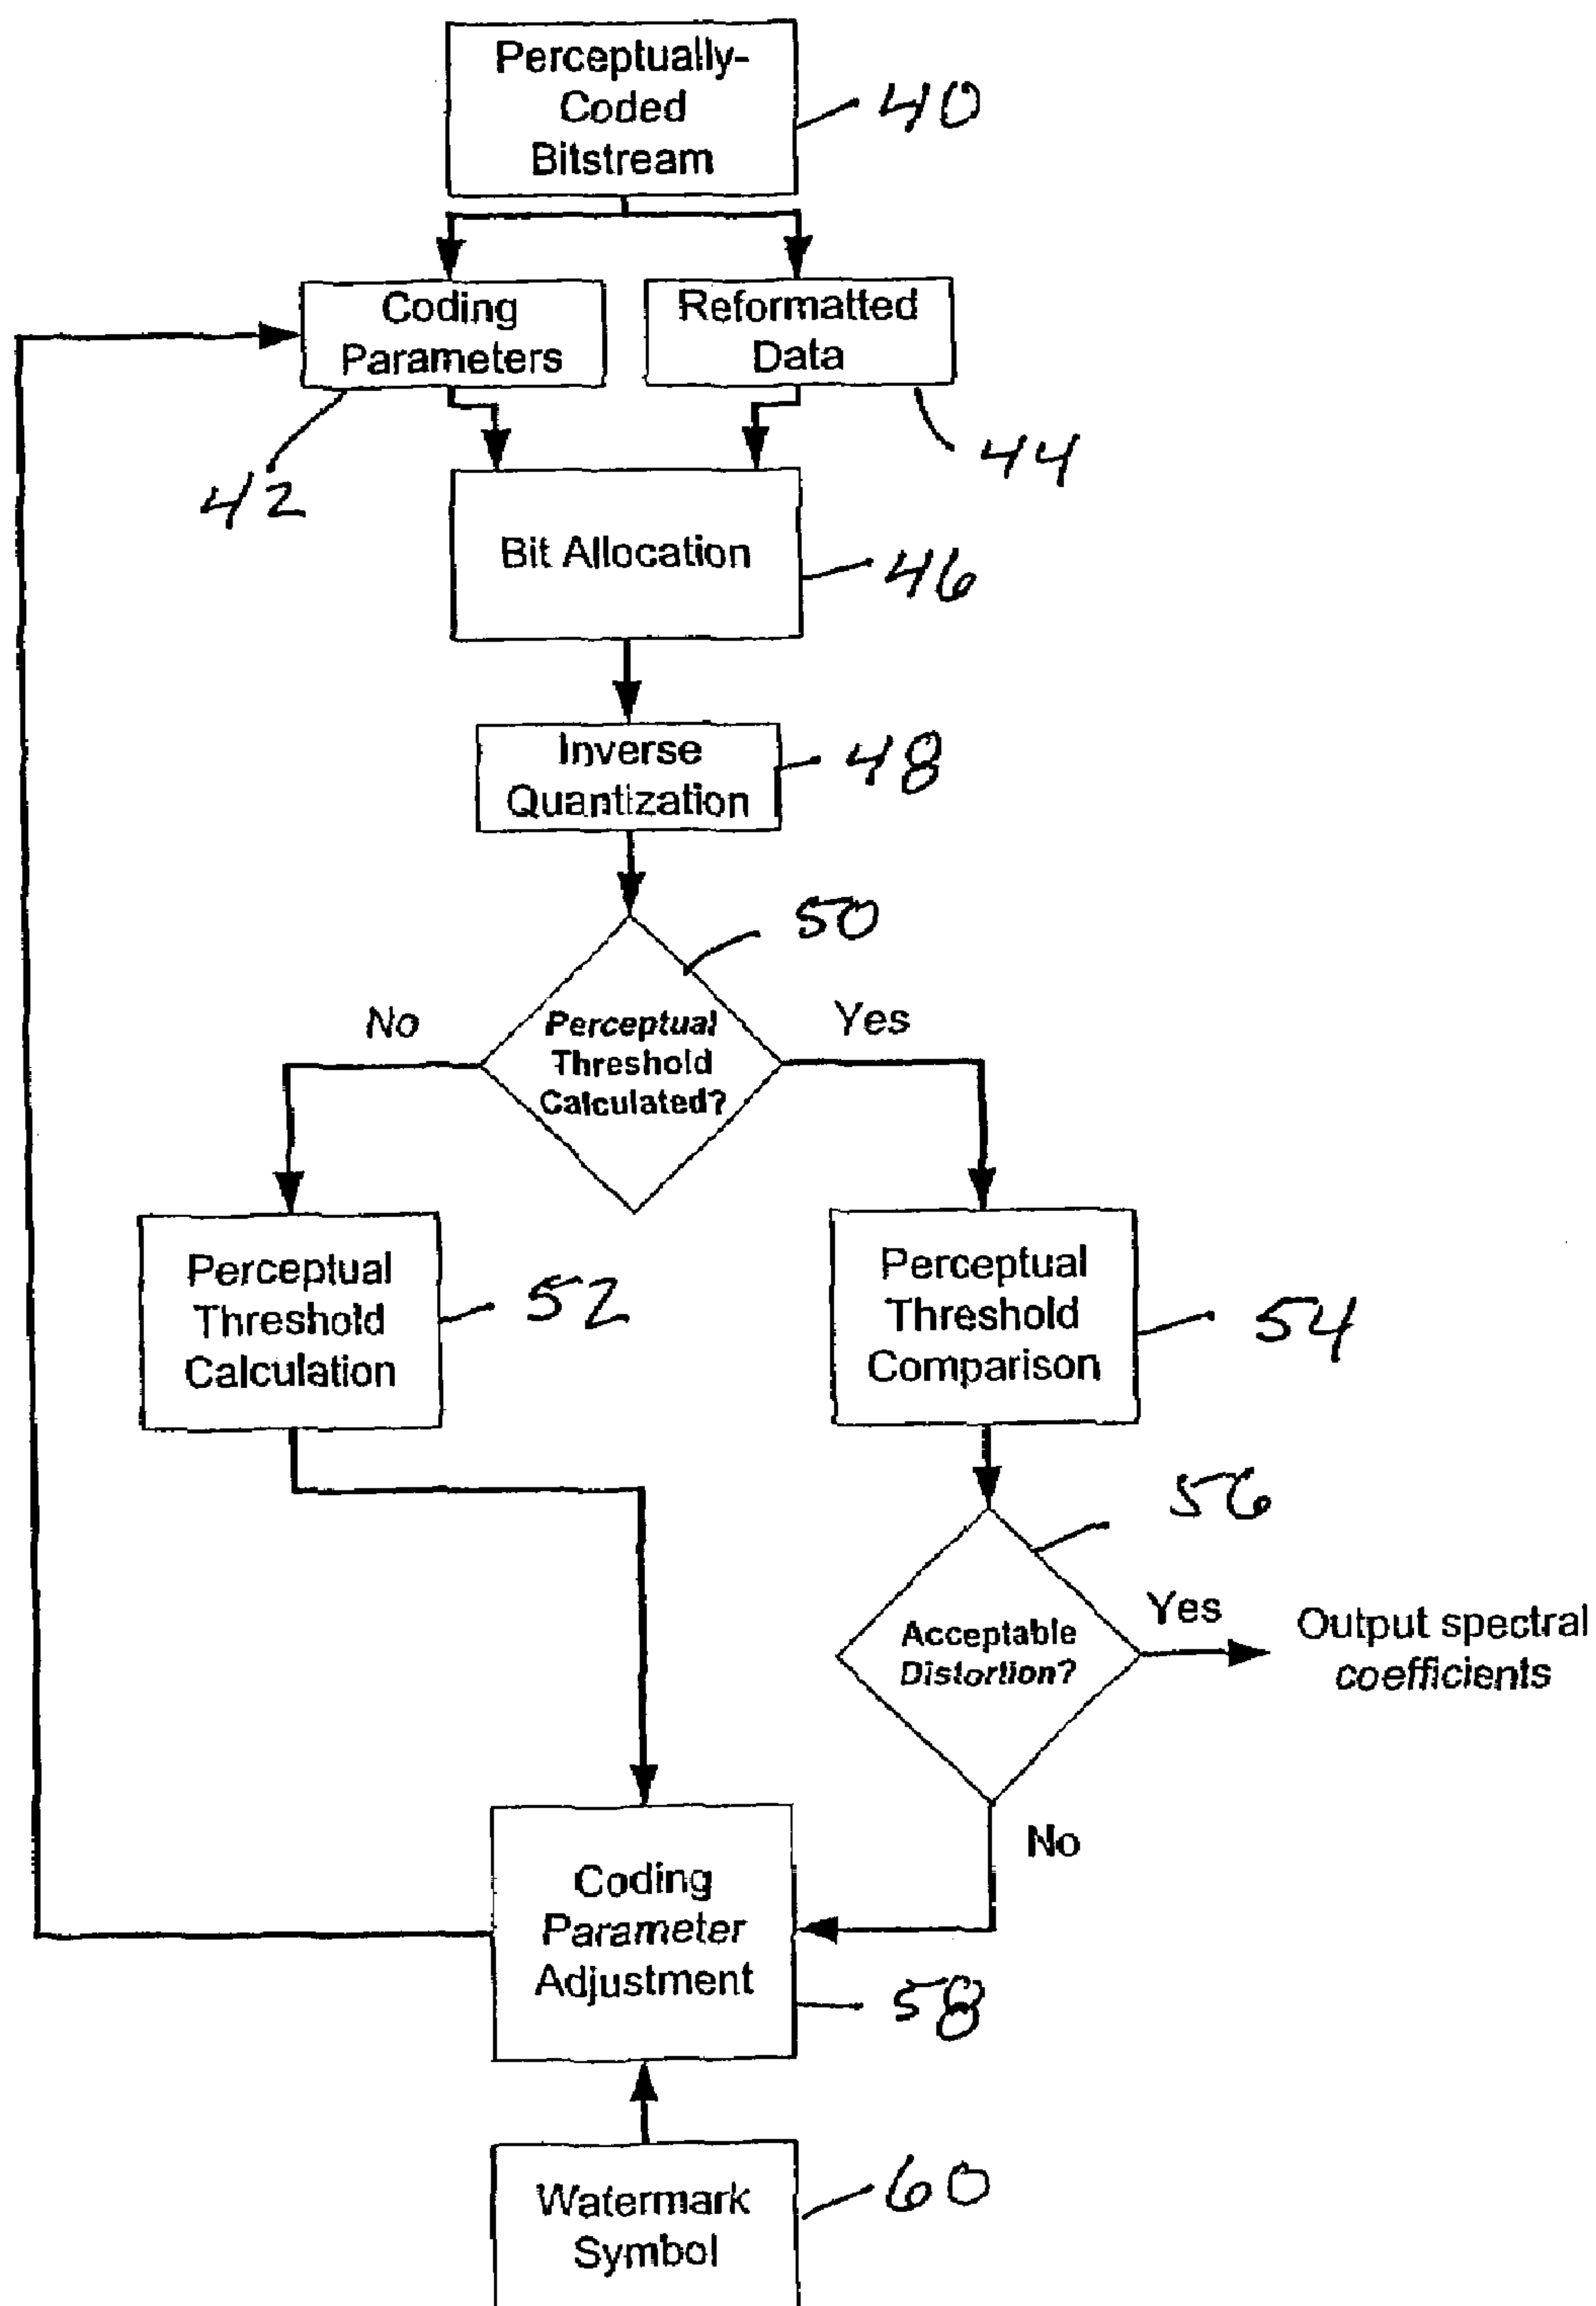 Perceptually-
Coded
Bitstream
40
Coding
Parameters
Reformatted
Data
42
44
Bit Allocation
46
Inverse
Quantization
48
50
No
Perceptual
Threshold
Calculated?
Yes
Perceptual
Threshold
Calculation
52
Perceptual
Threshold
Comparison
54
56
Acceptable
Distortion?
Yes
Output spectral
coefficients
No
Coding
Parameter
Adjustment
58
Watermark
Symbol
60